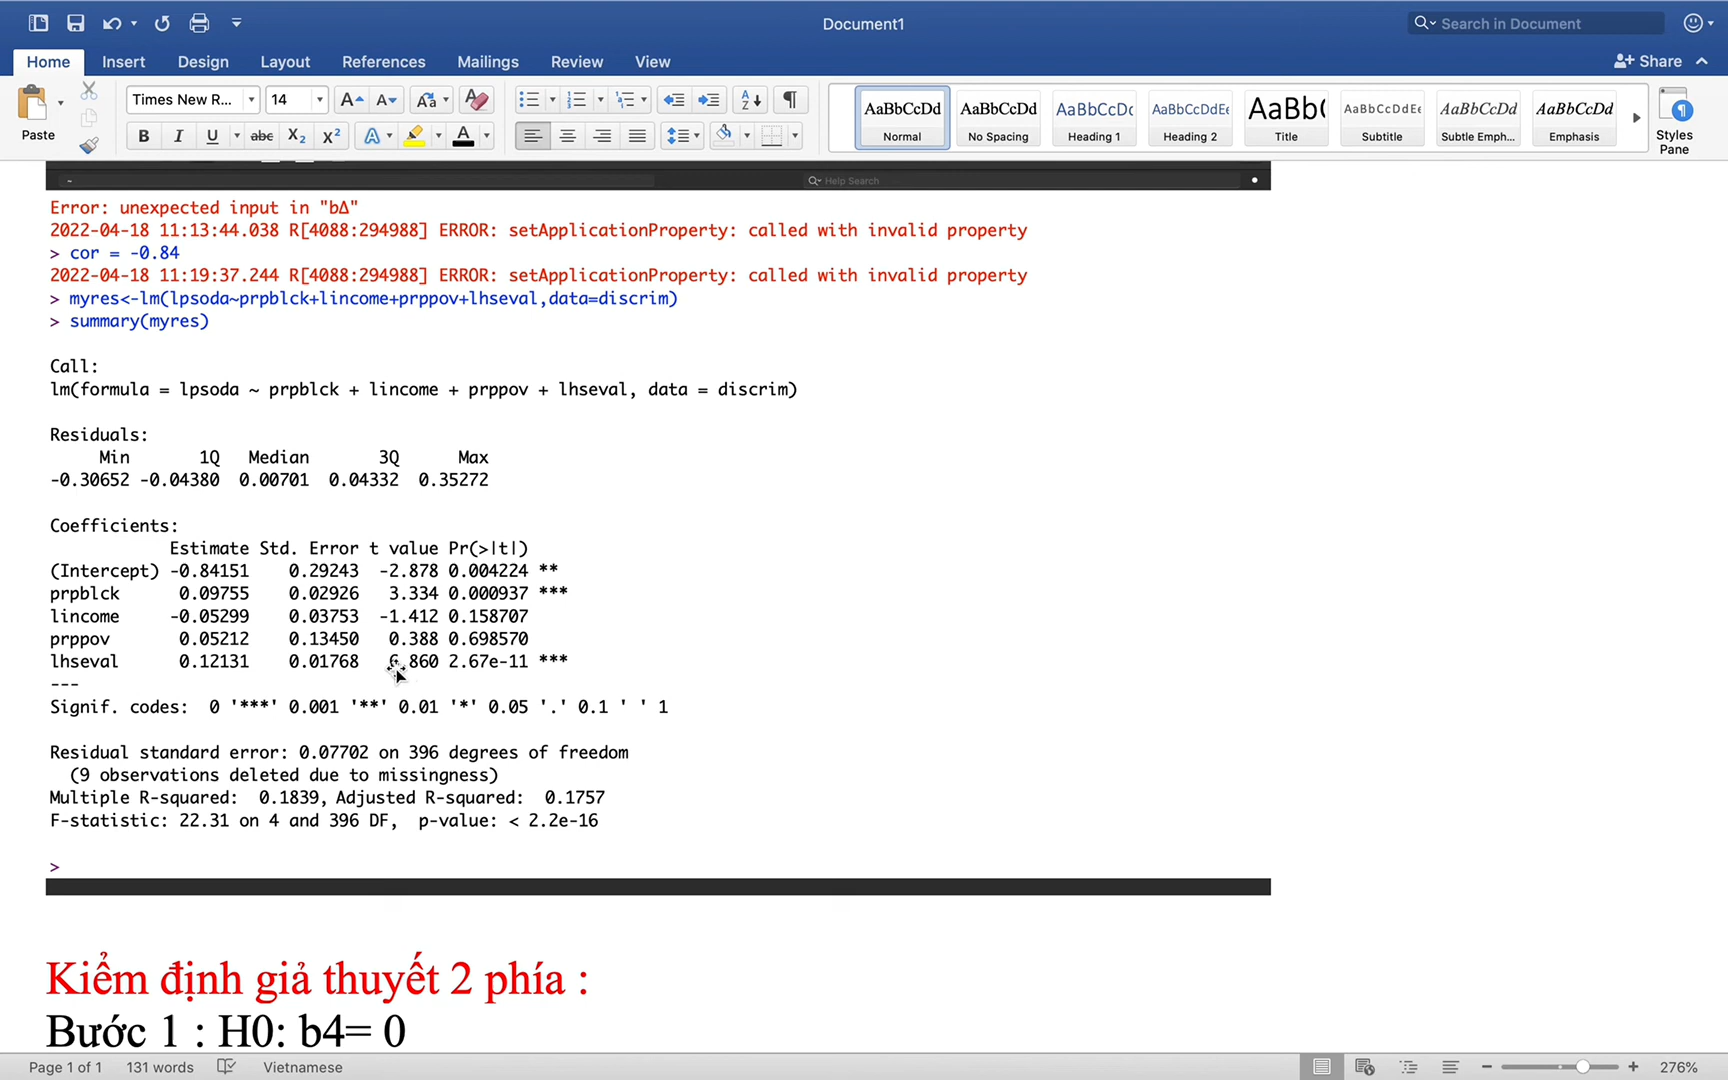 Document1
Search in Document
Home Insert Design Layout References Mailings Review View
Share
Paste
Times New R...
14
Aa
B I U abc X2 X2 A A
AaBbCcDd
Normal
AaBbCcDd
No Spacing
AaBbCcDc
Heading 1
AaBbCcDdEe
Heading 2
AaBb(
Title
AaBbCcDdEe
Subtitle
AaBbCcDd
Subtle Emph...
AaBbCcDd
Emphasis
Styles
Pane
Help Search
Error: unexpected input in "b∆"
2022-04-18 11:13:44.038 R[4088:294988] ERROR: setApplicationProperty: called with invalid property
> cor = -0.84
2022-04-18 11:19:37.244 R[4088:294988] ERROR: setApplicationProperty: called with invalid property
> myres<-lm(lpsoda~prpblck+lincome+prppov+lhseval,data=discrim)
> summary(myres)
Call:
lm(formula = lpsoda ~ prpblck + lincome + prppov + lhseval, data = discrim)
Residuals:
Min 1Q Median 3Q Max
-0.30652 -0.04380 0.00701 0.04332 0.35272
Coefficients:
Estimate Std. Error t value Pr(>|t|)
(Intercept) -0.84151 0.29243 -2.878 0.004224 **
prpblck 0.09755 0.02926 3.334 0.000937 ***
lincome -0.05299 0.03753 -1.412 0.158707
prppov 0.05212 0.13450 0.388 0.698570
lhseval 0.12131 0.01768 6.860 2.67e-11 ***
---
Signif. codes: 0 '***' 0.001 '**' 0.01 '*' 0.05 '.' 0.1 ' ' 1
Residual standard error: 0.07702 on 396 degrees of freedom
(9 observations deleted due to missingness)
Multiple R-squared: 0.1839, Adjusted R-squared: 0.1757
F-statistic: 22.31 on 4 and 396 DF, p-value: < 2.2e-16
>
Kiểm định giả thuyết 2 phía :
Bước 1 : H0: b4= 0
Page 1 of 1 131 words Vietnamese 276%